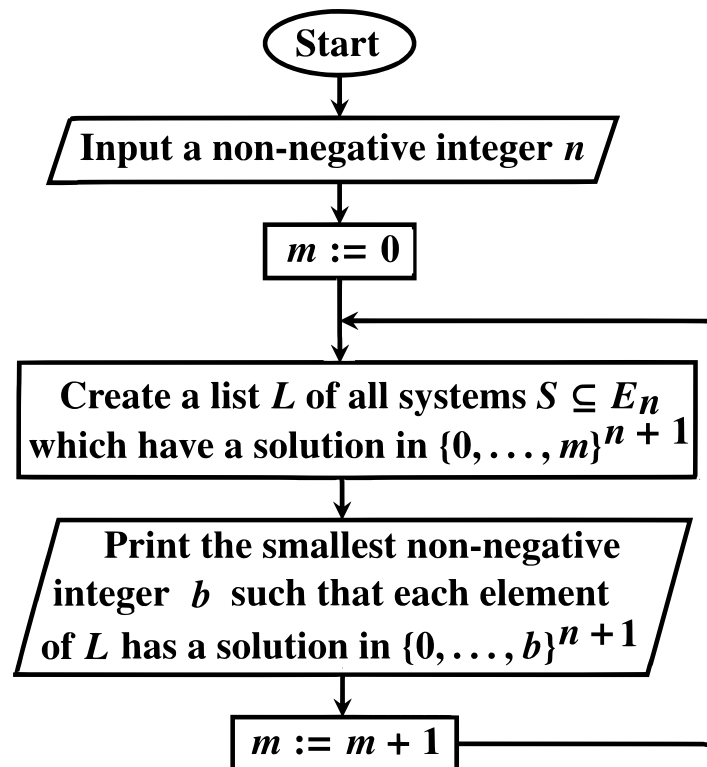 Start
Input a non-negative integer n
m := 0
Create a list L of all systems S ⊆ Eₙ
which have a solution in {0, . . . , m}ⁿ ⁺ ¹
Print the smallest non-negative
integer b such that each element
of L has a solution in {0, . . . , b}ⁿ ⁺ ¹
m := m + 1